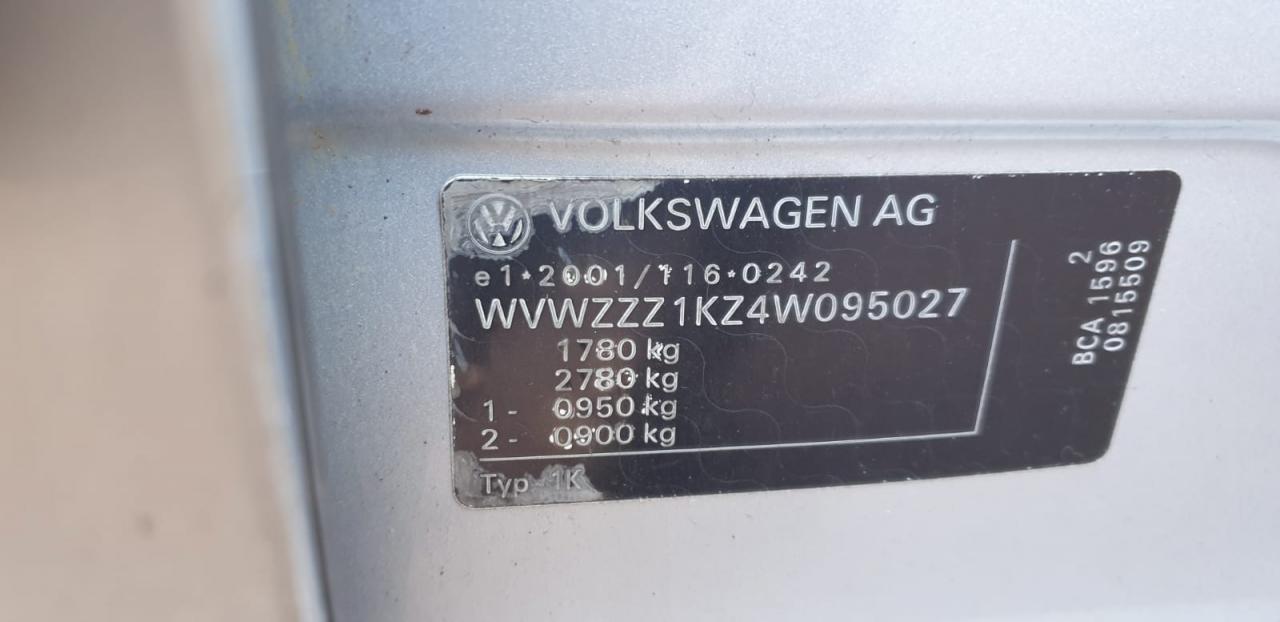 VOLKSWAGEN AG
e1*2001/116*0242
WVWZZZ1KZ4W095027
1780 kg
2780 kg
1- 0950 kg
2- 0900 kg
Typ 1K
2
BCA 1596
0815509